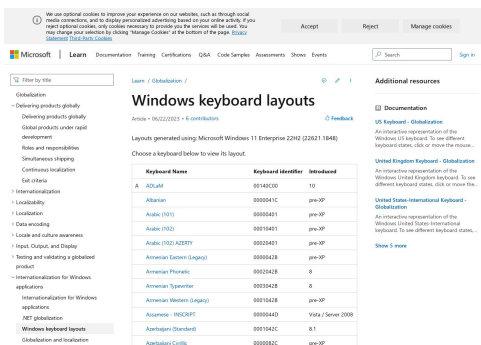 We use optional cookies to improve your experience on our websites, such as through social
media connections, and to display personalized advertising based on your online activity. If you
reject optional cookies, only cookies necessary to provide you the services will be used. You
may change your selection by clicking "Manage Cookies" at the bottom of the page. Privacy
Statement Third-Party Cookies
Accept
Reject
Manage cookies
Microsoft
Learn
Documentation
Training
Certifications
Q&A
Code Samples
Assessments
Shows
Events
Search
Sign in
Filter by title
Globalization
Delivering products globally
Delivering products globally
Global products under rapid
development
Roles and responsibilities
Simultaneous shipping
Continuous localization
Exit criteria
Internationalization
Localizability
Localization
Data encoding
Locale and culture awareness
Input, Output, and Display
Testing and validating a globalized
product
Internationalization for Windows
applications
Internationalization for Windows
applications
.NET globalization
Windows keyboard layouts
Globalization and localization
Learn / Globalization /
Windows keyboard layouts
Article • 06/22/2023 • 6 contributors
Feedback
Layouts generated using: Microsoft Windows 11 Enterprise 22H2 (22621.1848)
Choose a keyboard below to view its layout.
Keyboard Name Keyboard identifier Introduced
A ADLaM 00140C00 10
Albanian 0000041C pre-XP
Arabic (101) 00000401 pre-XP
Arabic (102) 00010401 pre-XP
Arabic (102) AZERTY 00020401 pre-XP
Armenian Eastern (Legacy) 0000042B pre-XP
Armenian Phonetic 0002042B 8
Armenian Typewriter 0003042B 8
Armenian Western (Legacy) 0001042B pre-XP
Assamese - INSCRIPT 0000044D Vista / Server 2008
Azerbaijani (Standard) 0001042C 8.1
Azerbaijani Cyrillic 0000082C pre-XP
Additional resources
Documentation
US Keyboard - Globalization
An interactive representation of the
Windows US keyboard. To see different
keyboard states, click or move the mouse...
United Kingdom Keyboard - Globalization
An interactive representation of the
Windows United Kingdom keyboard. To see
different keyboard states, click or move the...
United States-International Keyboard -
Globalization
An interactive representation of the
Windows United States-International
keyboard. To see different keyboard states,...
Show 5 more